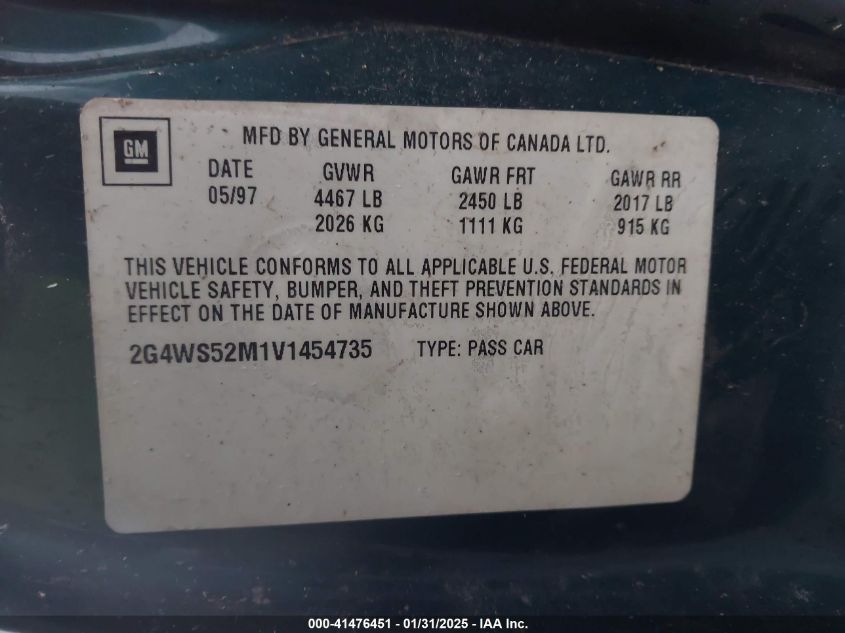 GM
MFD BY GENERAL MOTORS OF CANADA LTD.
DATE GVWR GAWR FRT GAWR RR
05/97 4467 LB 2450 LB 2017 LB
2026 KG 1111 KG 915 KG
THIS VEHICLE CONFORMS TO ALL APPLICABLE U.S. FEDERAL MOTOR
VEHICLE SAFETY, BUMPER, AND THEFT PREVENTION STANDARDS IN
EFFECT ON THE DATE OF MANUFACTURE SHOWN ABOVE.
2G4WS52M1V1454735 TYPE: PASS CAR
000-41476451 - 01/31/2025 - IAA Inc.